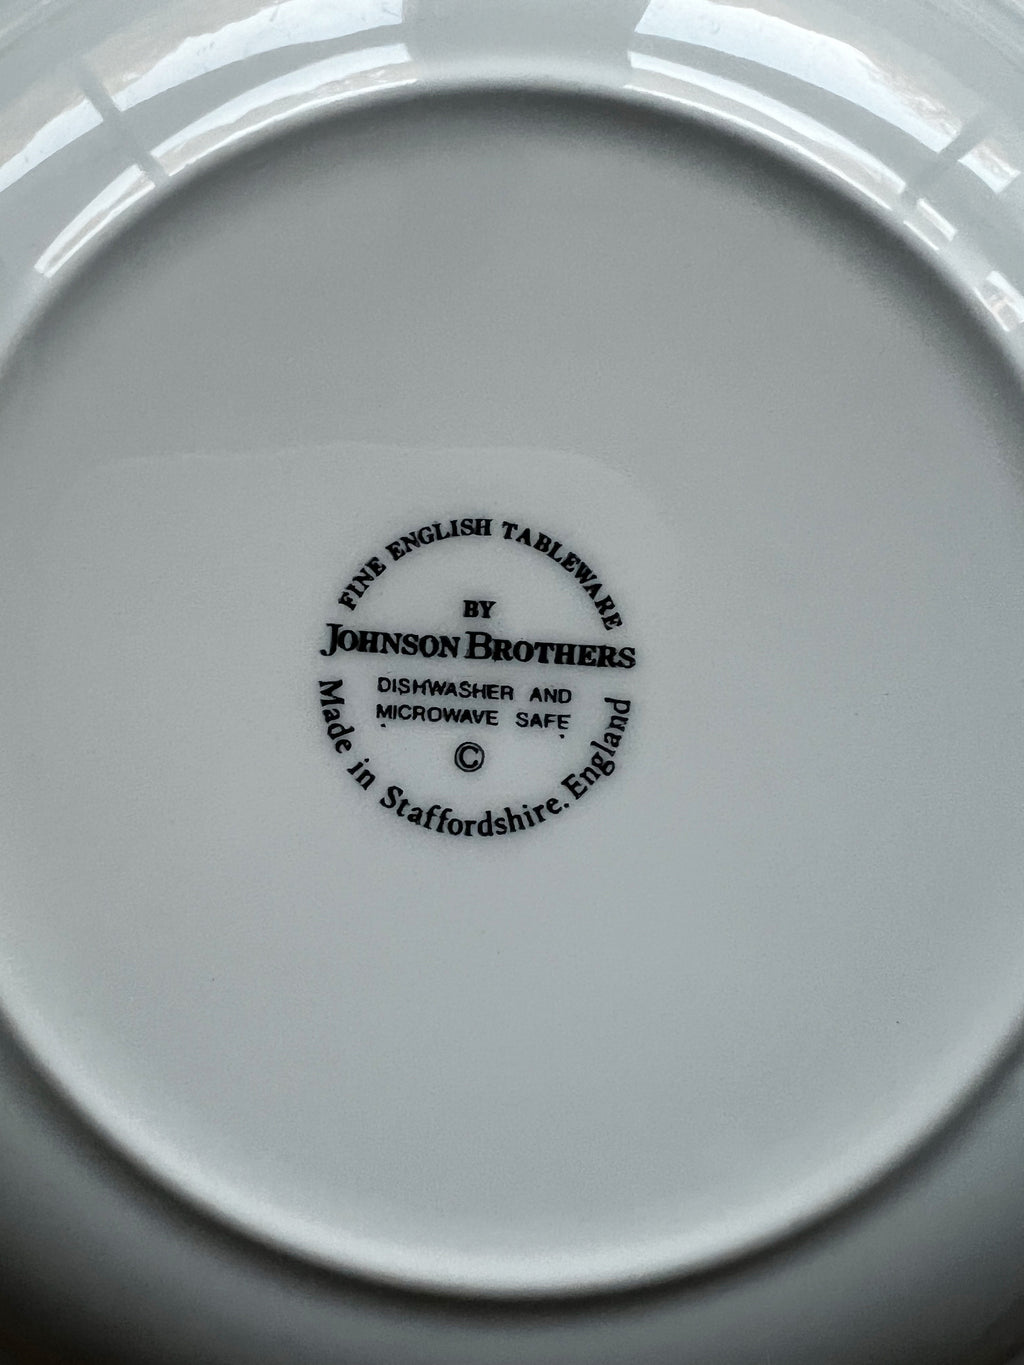 FINE ENGLISH TABLEWARE
BY
JOHNSON BROTHERS
DISHWASHER AND
MICROWAVE SAFE
©
Made in Staffordshire. England